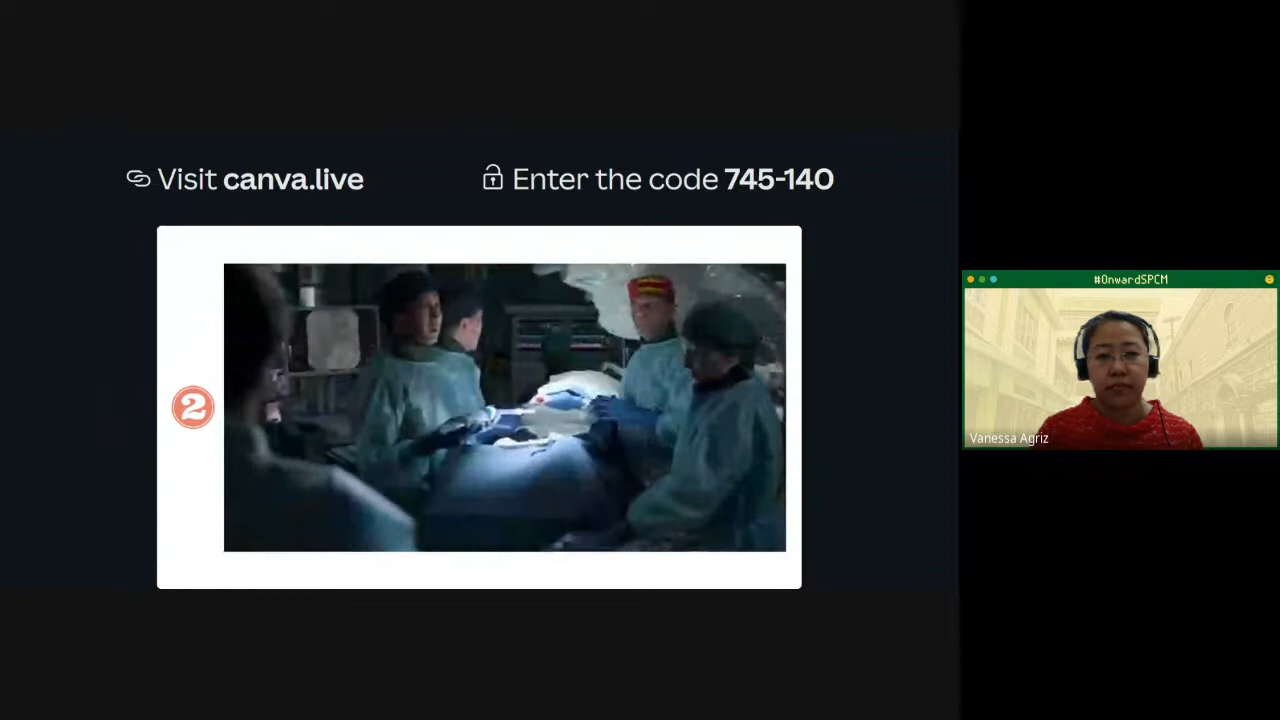 Visit canva.live
Enter the code 745-140
2
#OnwardSPCM
Vanessa Agriz